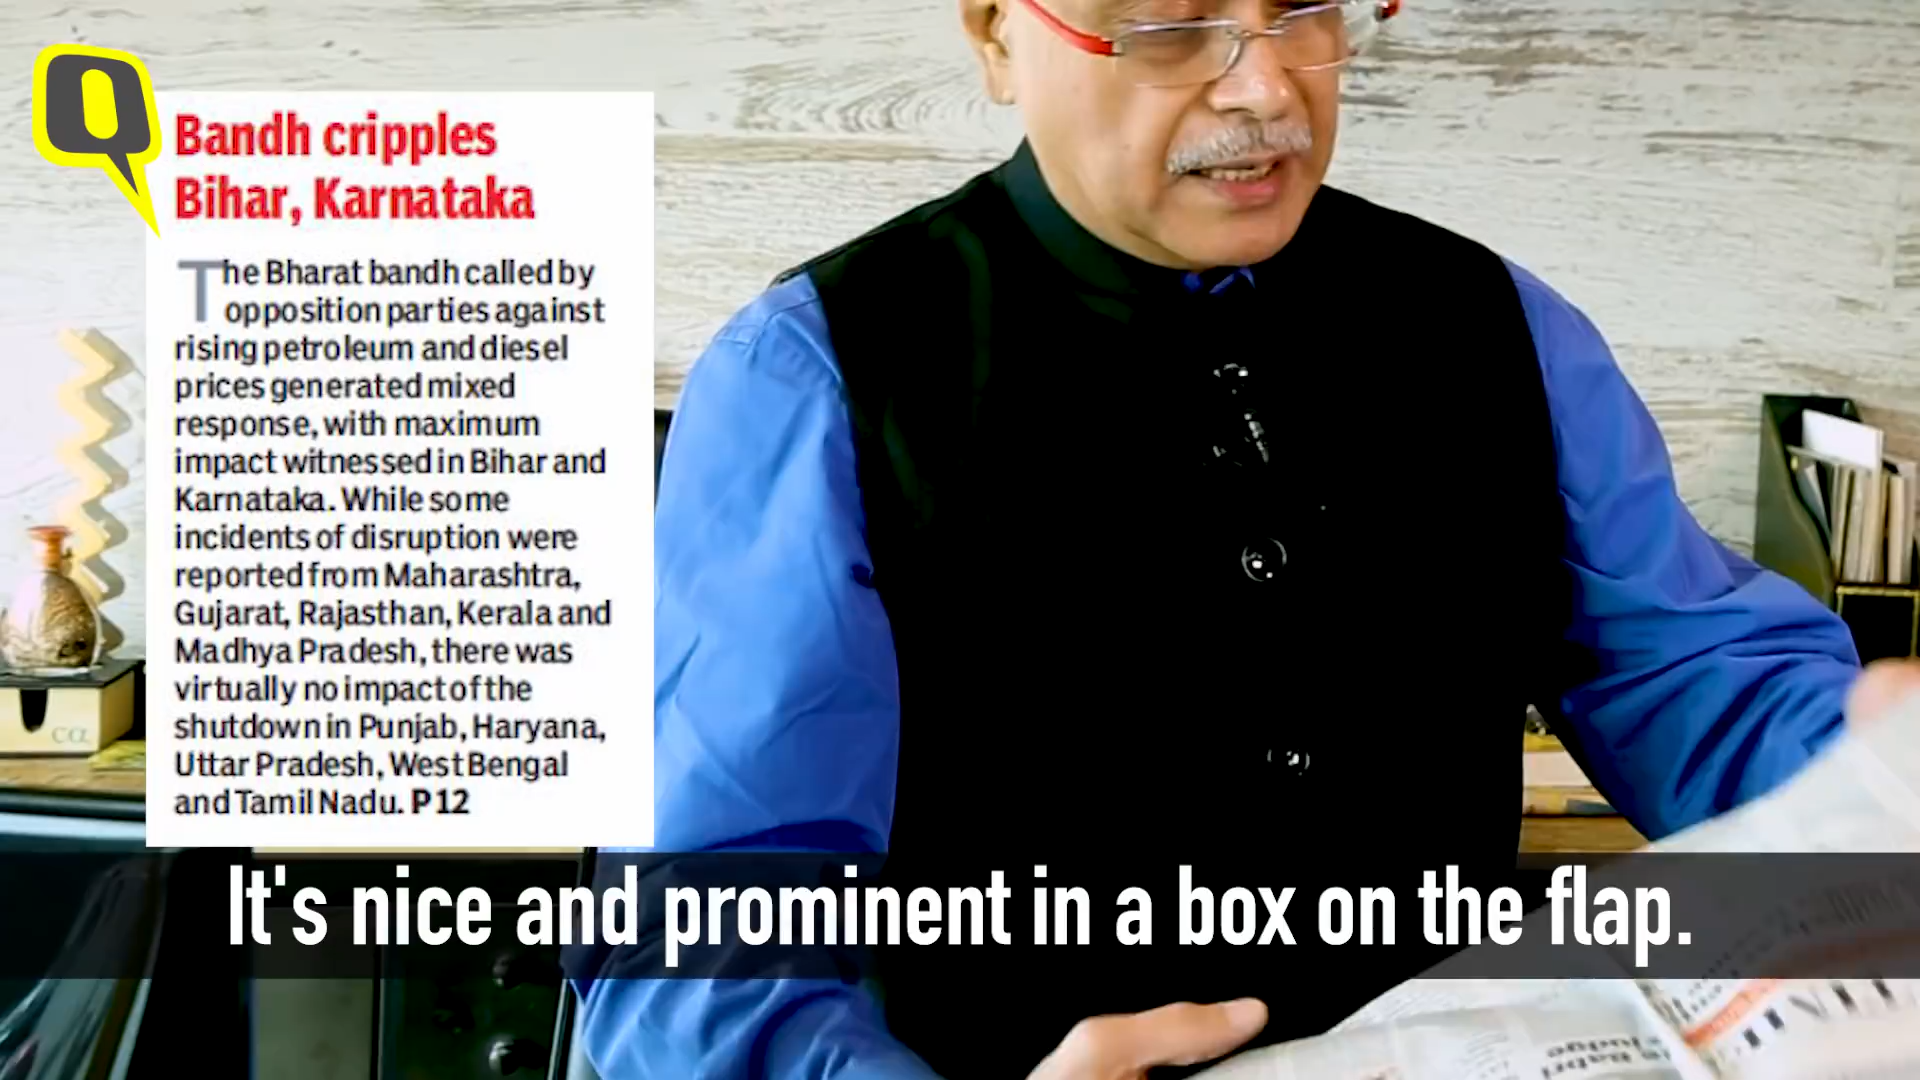 Q
Bandh cripples
Bihar, Karnataka
The Bharat bandh called by
opposition parties against
rising petroleum and diesel
prices generated mixed
response, with maximum
impact witnessed in Bihar and
Karnataka. While some
incidents of disruption were
reported from Maharashtra,
Gujarat, Rajasthan, Kerala and
Madhya Pradesh, there was
virtually no impact of the
shutdown in Punjab, Haryana,
Uttar Pradesh, West Bengal
and Tamil Nadu. P12
It's nice and prominent in a box on the flap.